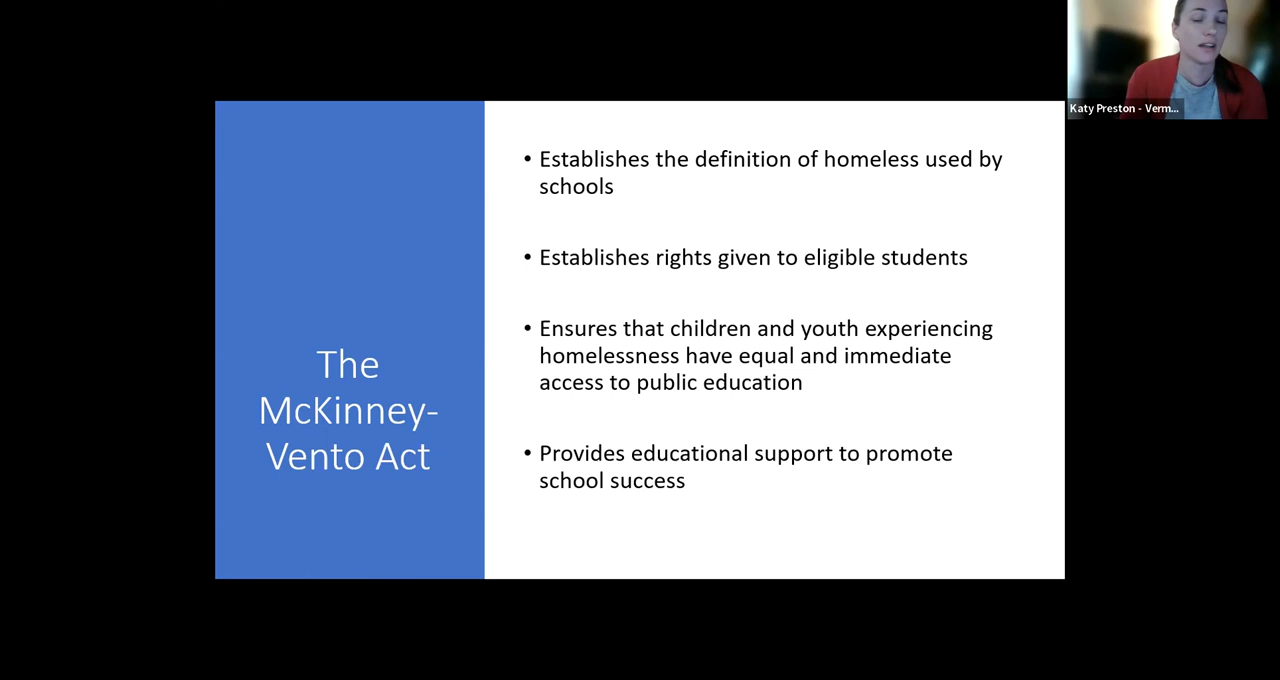 The
McKinney-
Vento Act
• Establishes the definition of homeless used by
schools
• Establishes rights given to eligible students
• Ensures that children and youth experiencing
homelessness have equal and immediate
access to public education
• Provides educational support to promote
school success
Katy Preston - Verm...